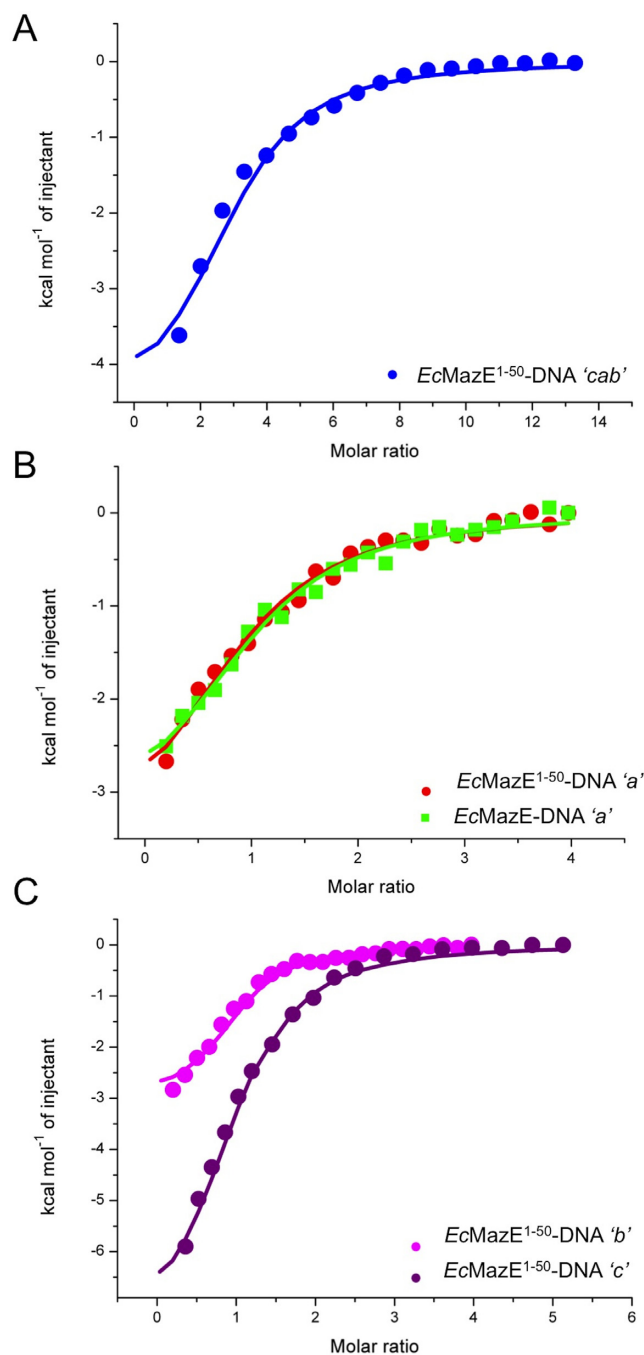 A
kcal mol⁻¹ of injectant
0
-1
-2
-3
-4
EcMazE¹⁻⁵⁰-DNA ‘cab’
0 2 4 6 8 10 12 14
Molar ratio
B
kcal mol⁻¹ of injectant
0
-1
-2
-3
EcMazE¹⁻⁵⁰-DNA ‘a’
EcMazE-DNA ‘a’
0 1 2 3 4
Molar ratio
C
kcal mol⁻¹ of injectant
0
-1
-2
-3
-4
-5
-6
EcMazE¹⁻⁵⁰-DNA ‘b’
EcMazE¹⁻⁵⁰-DNA ‘c’
0 1 2 3 4 5 6
Molar ratio